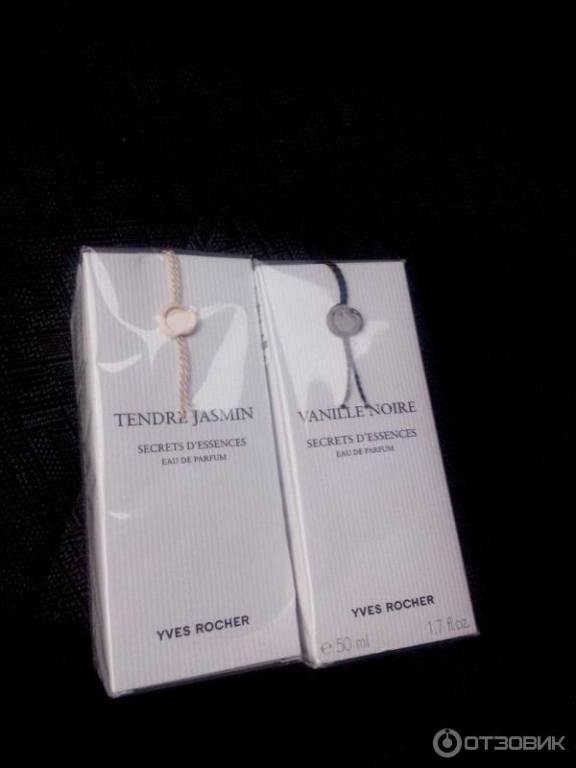 TENDRE JASMIN
SECRETS D'ESSENCES
EAU DE PARFUM
YVES ROCHER
VANILLE NOIRE
SECRETS D'ESSENCES
EAU DE PARFUM
YVES ROCHER
℮ 50 ml 1.7 fl.oz.
ОТЗОВИК